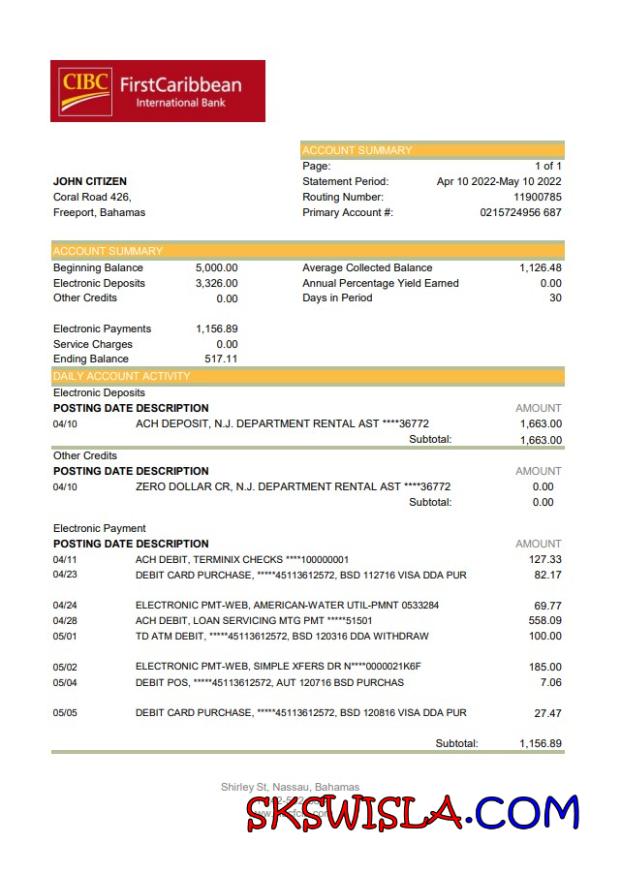 CIBC FirstCaribbean
International Bank
ACCOUNT SUMMARY
Page: 1 of 1
JOHN CITIZEN Statement Period: Apr 10 2022-May 10 2022
Coral Road 426, Routing Number: 11900785
Freeport, Bahamas Primary Account #: 0215724956 687
ACCOUNT SUMMARY
Beginning Balance 5,000.00 Average Collected Balance 1,126.48
Electronic Deposits 3,326.00 Annual Percentage Yield Earned 0.00
Other Credits 0.00 Days in Period 30
Electronic Payments 1,156.89
Service Charges 0.00
Ending Balance 517.11
DAILY ACCOUNT ACTIVITY
Electronic Deposits
POSTING DATE DESCRIPTION AMOUNT
04/10 ACH DEPOSIT, N.J. DEPARTMENT RENTAL AST ****36772 1,663.00
Subtotal: 1,663.00
Other Credits
POSTING DATE DESCRIPTION AMOUNT
04/10 ZERO DOLLAR CR, N.J. DEPARTMENT RENTAL AST ****36772 0.00
Subtotal: 0.00
Electronic Payment
POSTING DATE DESCRIPTION AMOUNT
04/11 ACH DEBIT, TERMINIX CHECKS ****100000001 127.33
04/23 DEBIT CARD PURCHASE, *****45113612572, BSD 112716 VISA DDA PUR 82.17
04/24 ELECTRONIC PMT-WEB, AMERICAN-WATER UTIL-PMNT 0533284 69.77
04/28 ACH DEBIT, LOAN SERVICING MTG PMT *****51501 558.09
05/01 TD ATM DEBIT, *****45113612572, BSD 120316 DDA WITHDRAW 100.00
05/02 ELECTRONIC PMT-WEB, SIMPLE XFERS DR N****0000021K6F 185.00
05/04 DEBIT POS, *****45113612572, AUT 120716 BSD PURCHAS 7.06
05/05 DEBIT CARD PURCHASE, *****45113612572, BSD 120816 VISA DDA PUR 27.47
Subtotal: 1,156.89
Shirley St, Nassau, Bahamas
SKSWISLA.COM